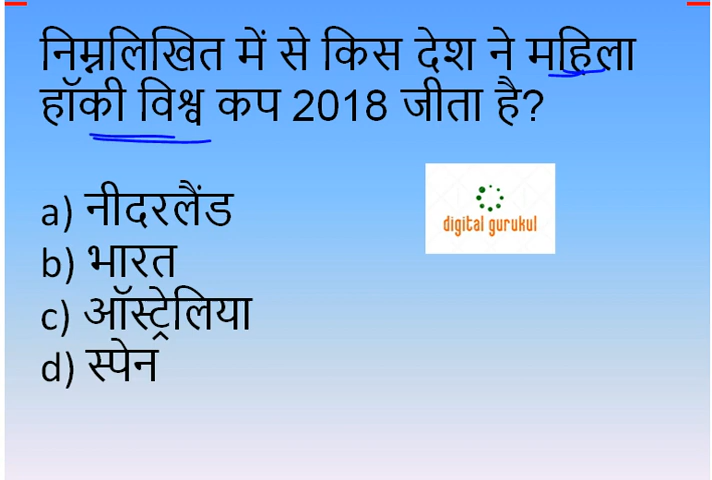 निम्नलिखित में से किस देश ने महिला
हॉकी विश्व कप 2018 जीता है?
digital gurukul
a) नीदरलैंड
b) भारत
c) ऑस्ट्रेलिया
d) स्पेन